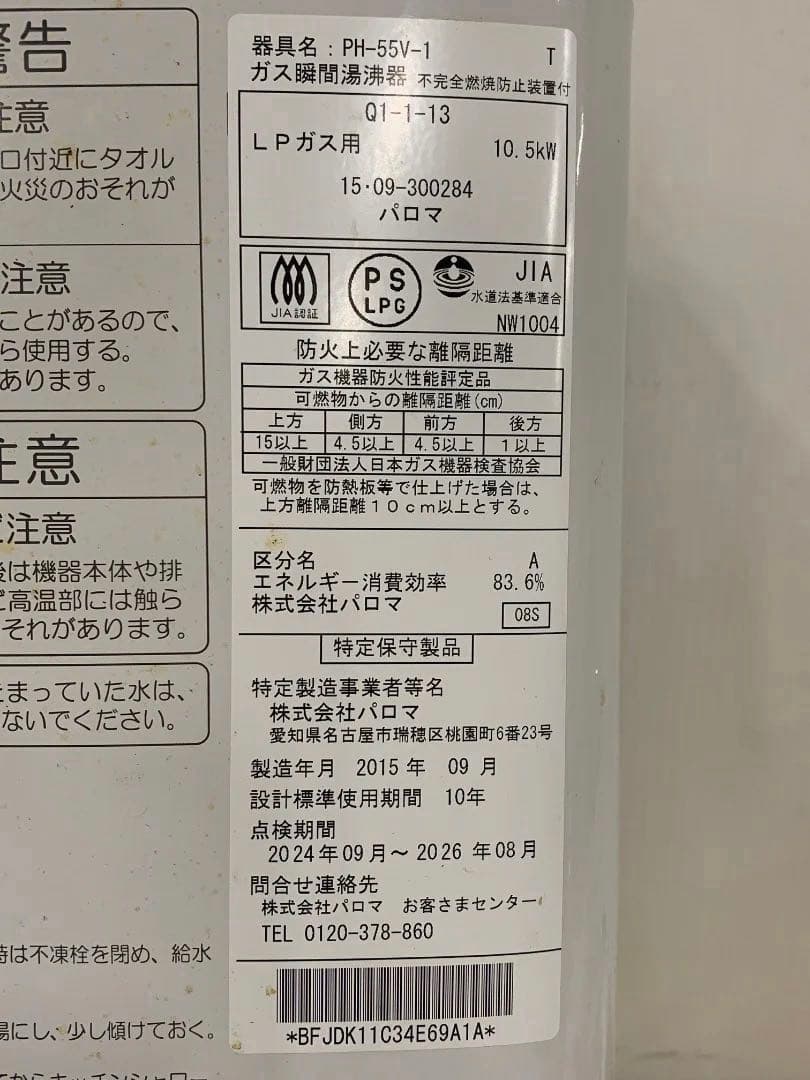 警告
注意
口付近にタオル
火災のおそれが
注意
ことがあるので、
ら使用する。
あります。
注意
注意
後は機器本体や排
ど高温部には触ら
それがあります。
たまっていた水は、
ないでください。
時は不凍栓を閉め、給水
湯にし、少し傾けておく。
てからキッチンシャワー
器具名：PH-55V-1 T
ガス瞬間湯沸器 不完全燃焼防止装置付
Q1-1-13
LPガス用 10.5kW
15・09-300284
パロマ
JIA認証
PS
LPG
JIA
水道法基準適合
NW1004
防火上必要な離隔距離
ガス機器防火性能評定品
可燃物からの離隔距離(cm)
上方 側方 前方 後方
15以上 4.5以上 4.5以上 1以上
一般財団法人日本ガス機器検査協会
可燃物を防熱板等で仕上げた場合は、
上方離隔距離10cm以上とする。
区分名 A
エネルギー消費効率 83.6%
株式会社パロマ
08S
特定保守製品
特定製造事業者等名
株式会社パロマ
愛知県名古屋市瑞穂区桃園町6番23号
製造年月 2015年 09月
設計標準使用期間 10年
点検期間
2024年09月〜2026年08月
問合せ連絡先
株式会社パロマ お客さまセンター
TEL 0120-378-860
*BFJDK11C34E69A1A*